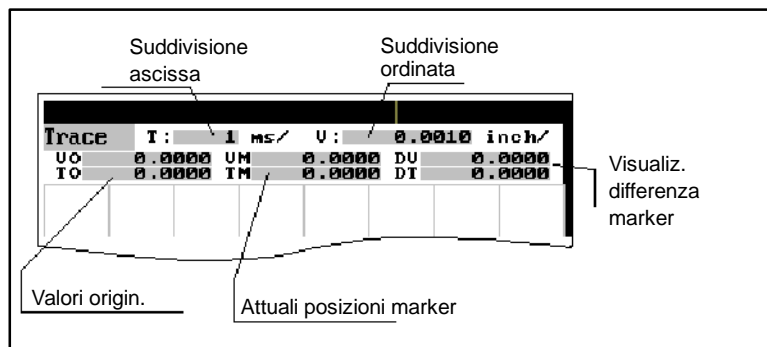 Suddivisione
ascissa
Suddivisione
ordinata
Trace T: 1 ms/ V: 0.0010 inch/
VO 0.0000 VM 0.0000 DV 0.0000
TO 0.0000 TM 0.0000 DT 0.0000
Visualiz.
differenza
marker
Valori origin.
Attuali posizioni marker